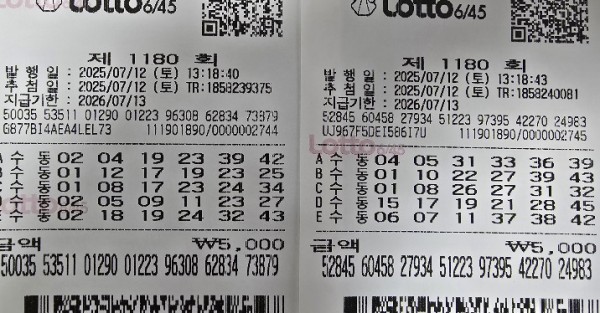 Lotto 6/45
제 1180 회
발 행 일 : 2025/07/12 (토) 13:18:40
추 첨 일 : 2025/07/12 (토) TR:1858239375
지급기한 : 2026/07/13
50035 53511 01290 01223 96308 62834 73879
G877BI4AEA4LEL73 111901890/0000002744
A 수 동 02 04 19 23 39 42
B 수 동 01 12 17 19 23 25
C 수 동 01 08 17 23 24 34
D 수 동 02 05 09 11 23 27
E 수 동 02 18 19 24 32 43
금액 ₩5,000
50035 53511 01290 01223 96308 62834 73879
Lotto 6/45
제 1180 회
발 행 일 : 2025/07/12 (토) 13:18:43
추 첨 일 : 2025/07/12 (토) TR:1858240081
지급기한 : 2026/07/13
52845 60458 27934 51223 97395 42270 24983
UJ967F5DEI586I7U 111901890/0000002745
A 수 동 04 05 31 33 36 39
B 수 동 01 10 22 27 39 43
C 수 동 01 08 26 27 31 32
D 수 동 15 17 19 21 28 45
E 수 동 06 07 11 37 38 42
금액 ₩5,000
52845 60458 27934 51223 97395 42270 24983